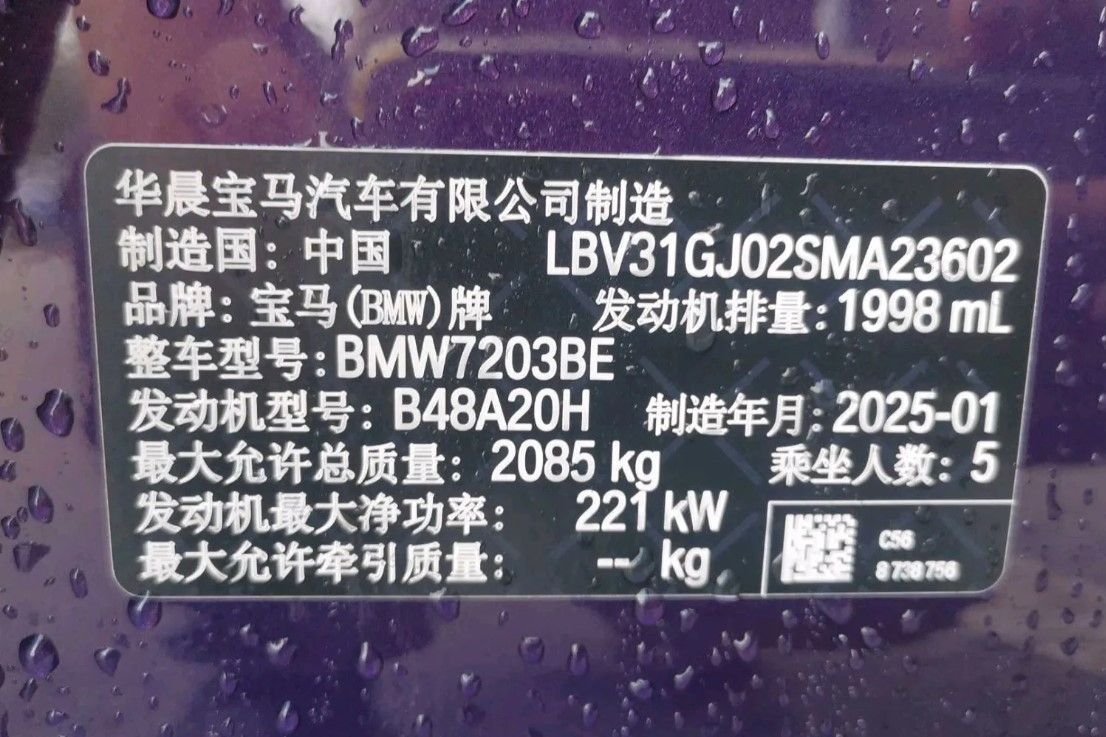 华晨宝马汽车有限公司制造
制造国：中国 LBV31GJ02SMA23602
品牌：宝马(BMW)牌 发动机排量：1998 mL
整车型号：BMW7203BE
发动机型号：B48A20H 制造年月：2025-01
最大允许总质量：2085 kg 乘坐人数：5
发动机最大净功率：221 kW
最大允许牵引质量：-- kg
C56
8738756